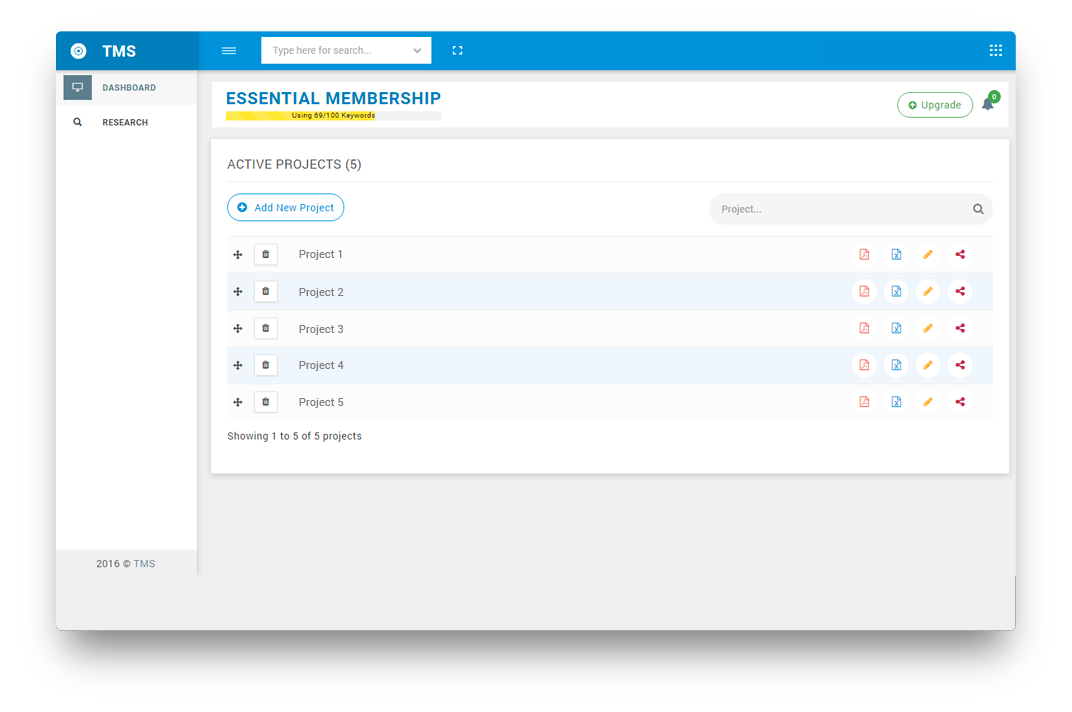 TMS
Type here for search...
DASHBOARD
RESEARCH
ESSENTIAL MEMBERSHIP
Using 69/100 Keywords
Upgrade
0
ACTIVE PROJECTS (5)
Add New Project
Project...
Project 1
Project 2
Project 3
Project 4
Project 5
Showing 1 to 5 of 5 projects
2016 © TMS